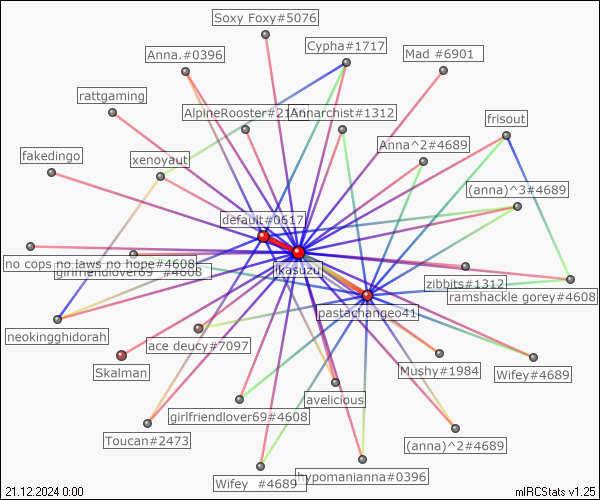 Soxy Foxy#5076
Cypha#1717
Anna.#0396
Mad 6901
rattgaming
AlpineRooster#2156
Annarchist#1312
frisout
fakedingo
xenoyaut
Anna^2#4689
(anna)^3#4689
default#0617
no cops no laws no hope#4608
girlfriendlover69 #4608
likasuzu
zibbits#1312
ramshackle gorey#4608
pastachangeo41
neokingghidorah
ace deucy#7097
Skalman
Mushy#1984
Wifey#4689
avelicious
girlfriendlover69#4608
Toucan#2473
(anna)^2#4689
Wifey #4689
hypomanianna#0396
21.12.2024 0:00
mIRCStats v1.25